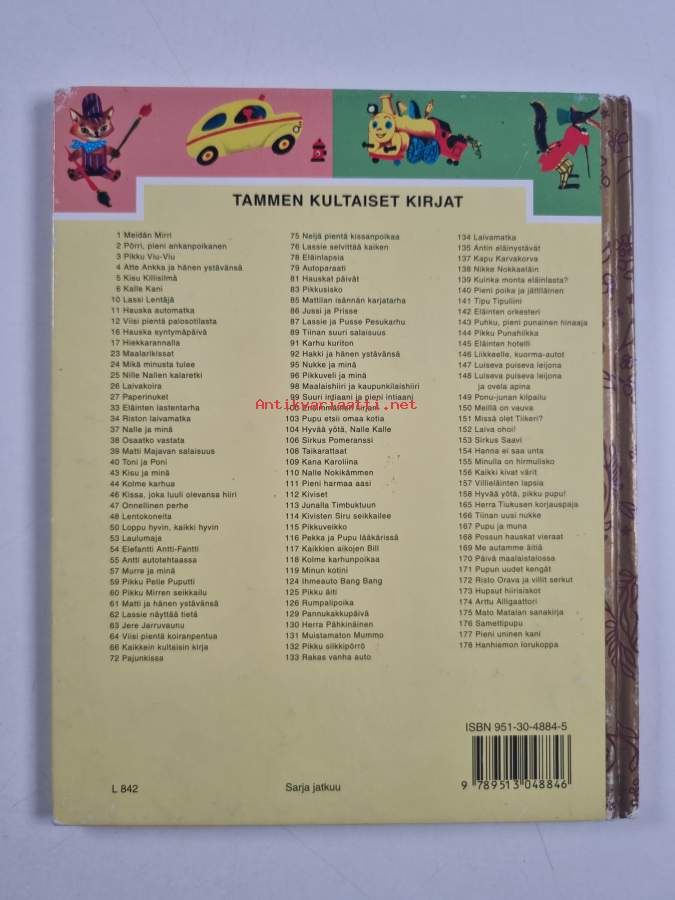 TAMMEN KULTAISET KIRJAT
1 Meidän Mirri
2 Pörri, pieni ankanpoikanen
3 Pikku Viu-Viu
4 Atte Ankka ja hänen ystävänsä
5 Kisu Killisilmä
6 Kalle Kani
10 Lassi Lentäjä
11 Hauska automatka
12 Viisi pientä palosotilasta
16 Hauska syntymäpäivä
17 Hiekkarannalla
23 Maalarikissat
24 Mikä minusta tulee
25 Nille Nallen kalaretki
26 Laivakoira
27 Paperinuket
33 Eläinten lastentarha
34 Riston laivamatka
37 Nalle ja minä
38 Osaatko vastata
39 Matti Majavan salaisuus
40 Toni ja Poni
43 Kisu ja minä
44 Kolme karhua
46 Kissa, joka luuli olevansa hiiri
47 Onnellinen perhe
48 Lentokoneita
50 Loppu hyvin, kaikki hyvin
53 Laulumaja
54 Elefantti Antti-Fantti
55 Antti autotehtaassa
57 Murre ja minä
59 Pikku Pelle Puputti
60 Pikku Mirren seikkailu
61 Matti ja hänen ystävänsä
62 Lassie näyttää tietä
63 Jere Jarruvaunu
64 Viisi pientä koiranpentua
66 Kaikkein kultaisin kirja
72 Pajunkissa
75 Neljä pientä kissanpoikaa
76 Lassie selvittää kaiken
78 Eläinlapsia
79 Autoparaati
81 Hauskat päivät
83 Pikkusisko
85 Mattilan isännän karjatarha
86 Jussi ja Prisse
87 Lassie ja Pusse Pesukarhu
89 Tiinan suuri salaisuus
91 Karhu kuriton
92 Hakki ja hänen ystävänsä
95 Nukke ja minä
96 Pikkuveli ja minä
98 Maalaishiiri ja kaupunkilaishiiri
99 Suuri intiaani ja pieni intiaani
Antikvariaatti.net
100 Ensimmäinen kirjani
103 Pupu etsii omaa kotia
104 Hyvää yötä, Nalle Kalle
106 Sirkus Pomeranssi
108 Taikarattaat
109 Kana Karoliina
110 Nalle Nokikämmen
111 Pieni harmaa aasi
112 Kiviset
113 Junalla Timbuktuun
114 Kivisten Siru seikkailee
115 Pikkuveikko
116 Pekka ja Pupu lääkärissä
117 Kaikkien aikojen Bill
118 Kolme karhunpoikaa
119 Minun kotini
124 Ihmeauto Bang Bang
125 Pikku äiti
126 Rumpalipoika
129 Pannukakkupäivä
130 Herra Pähkinäinen
131 Muistamaton Mummo
132 Pikku silkkipörrö
133 Rakas vanha auto
134 Laivamatka
135 Antin eläinystävät
137 Kapu Karvakorva
138 Nikke Nokkaeläin
139 Kuinka monta eläinlasta?
140 Pieni poika ja jättiläinen
141 Tipu Tipuliini
142 Eläinten orkesteri
143 Puhku, pieni punainen hinaaja
144 Pikku Punahilkka
145 Eläinten hotelli
146 Liikkeelle, kuorma-autot
147 Luiseva puiseva leijona
148 Luiseva puiseva leijona
ja ovela apina
149 Ponu-junan kilpailu
150 Meillä on vauva
151 Missä olet Tiikeri?
152 Laiva ohoi!
153 Sirkus Saavi
154 Hanna ei saa unta
155 Minulla on hirmulisko
156 Kaikki kivat värit
157 Villieläinten lapsia
158 Hyvää yötä, pikku pupu!
165 Herra Tiukusen korjauspaja
166 Tiinan uusi nukke
167 Pupu ja muna
168 Possun hauskat vieraat
169 Me autamme äitiä
170 Päivä maalaistalossa
171 Pupun uudet kengät
172 Risto Orava ja villit serkut
173 Hupsut hiirisiskot
174 Arttu Alligaattori
175 Mato Matalan sanakirja
176 Samettipupu
177 Pieni uninen kani
178 Hanhiemon lorukoppa
ISBN 951-30-4884-5
9 789513 048846
L 842
Sarja jatkuu